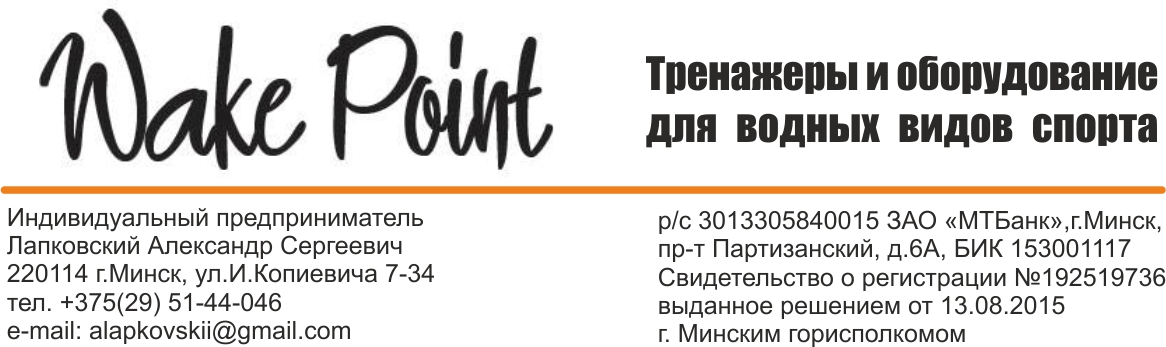 Wake Point
Тренажеры и оборудование
для водных видов спорта
Индивидуальный предприниматель
Лапковский Александр Сергеевич
220114 г.Минск, ул.И.Копиевича 7-34
тел. +375(29) 51-44-046
e-mail: alapkovskii@gmail.com
р/с 3013305840015 ЗАО «МТБанк»,г.Минск,
пр-т Партизанский, д.6А, БИК 153001117
Свидетельство о регистрации №192519736
выданное решением от 13.08.2015
г. Минским горисполкомом